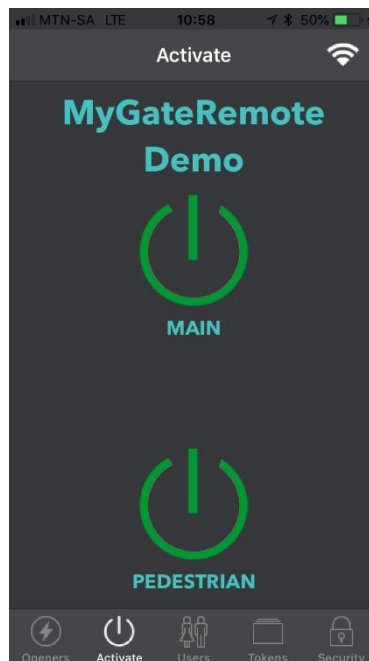 MTN-SA LTE 10:58 50%
Activate
MyGateRemote
Demo
MAIN
PEDESTRIAN
Openers Activate Users Tokens Security